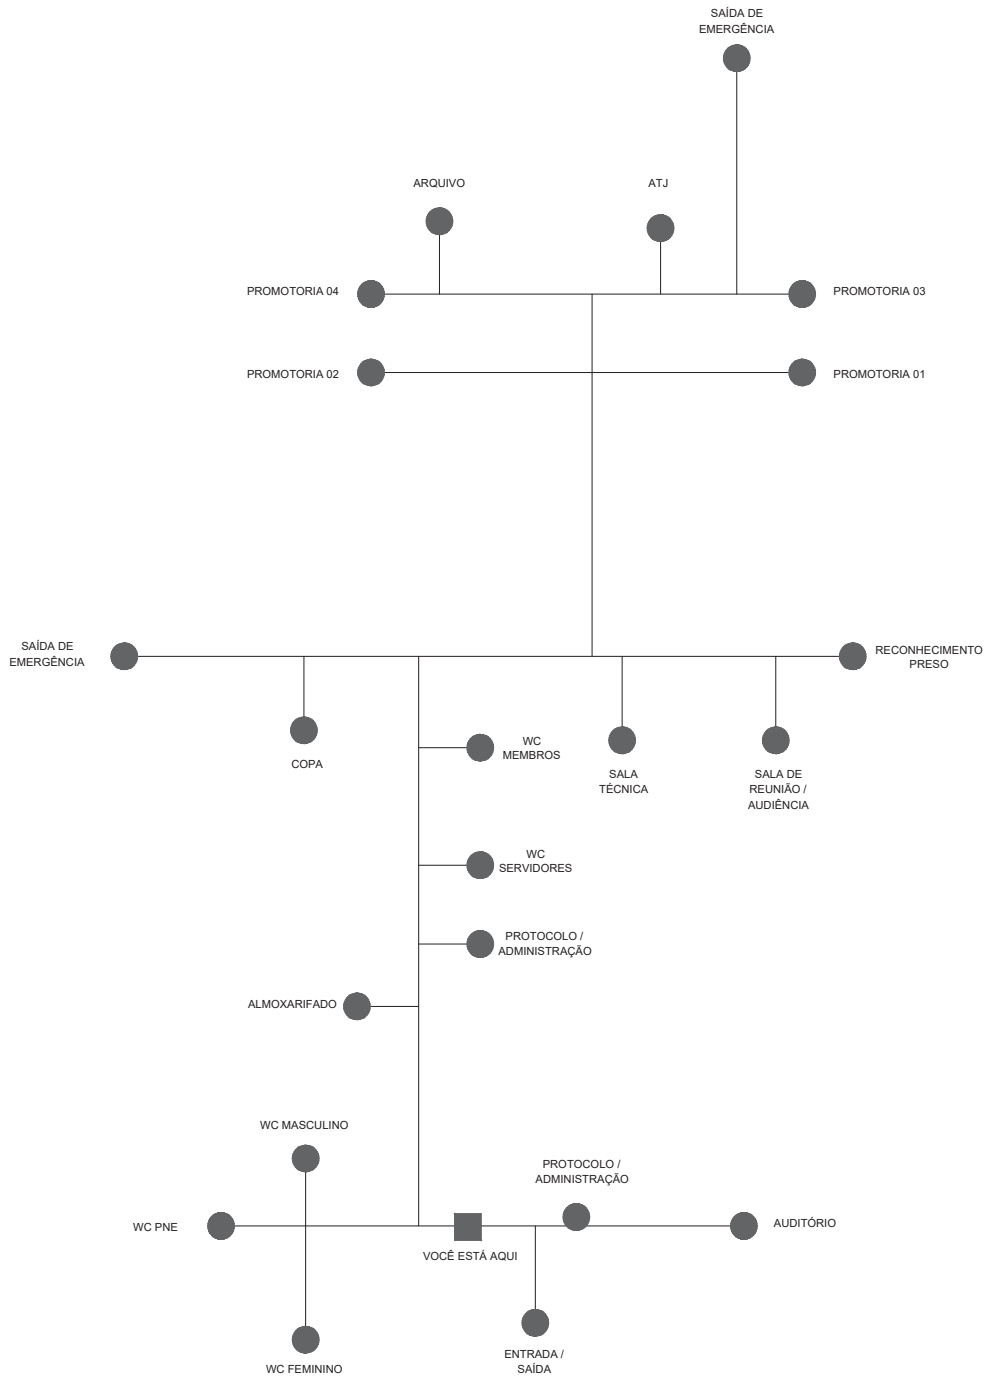 SAÍDA DE
EMERGÊNCIA
ARQUIVO
ATJ
PROMOTORIA 04
PROMOTORIA 03
PROMOTORIA 02
PROMOTORIA 01
SAÍDA DE
EMERGÊNCIA
RECONHECIMENTO
PRESO
COPA
WC
MEMBROS
SALA
TÉCNICA
SALA DE
REUNIÃO /
AUDIÊNCIA
WC
SERVIDORES
PROTOCOLO /
ADMINISTRAÇÃO
ALMOXARIFADO
WC MASCULINO
PROTOCOLO /
ADMINISTRAÇÃO
WC PNE
AUDITÓRIO
VOCÊ ESTÁ AQUI
WC FEMININO
ENTRADA /
SAÍDA